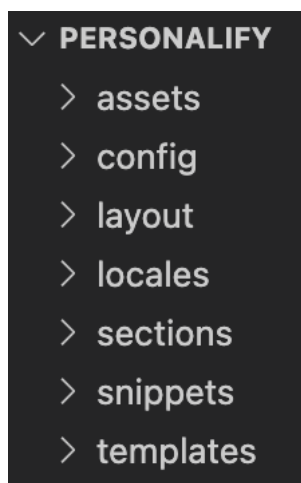 PERSONALIFY
assets
config
layout
locales
sections
snippets
templates